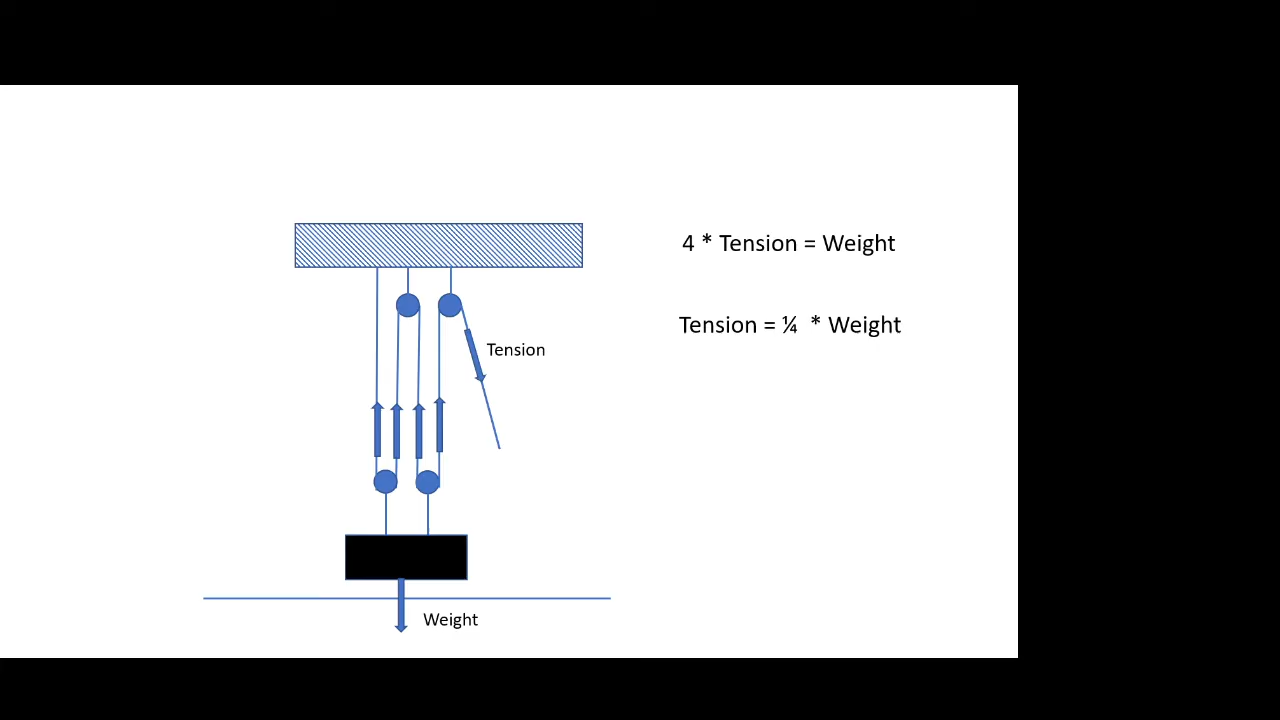 4 * Tension = Weight
Tension = ¼ * Weight
Tension
Weight